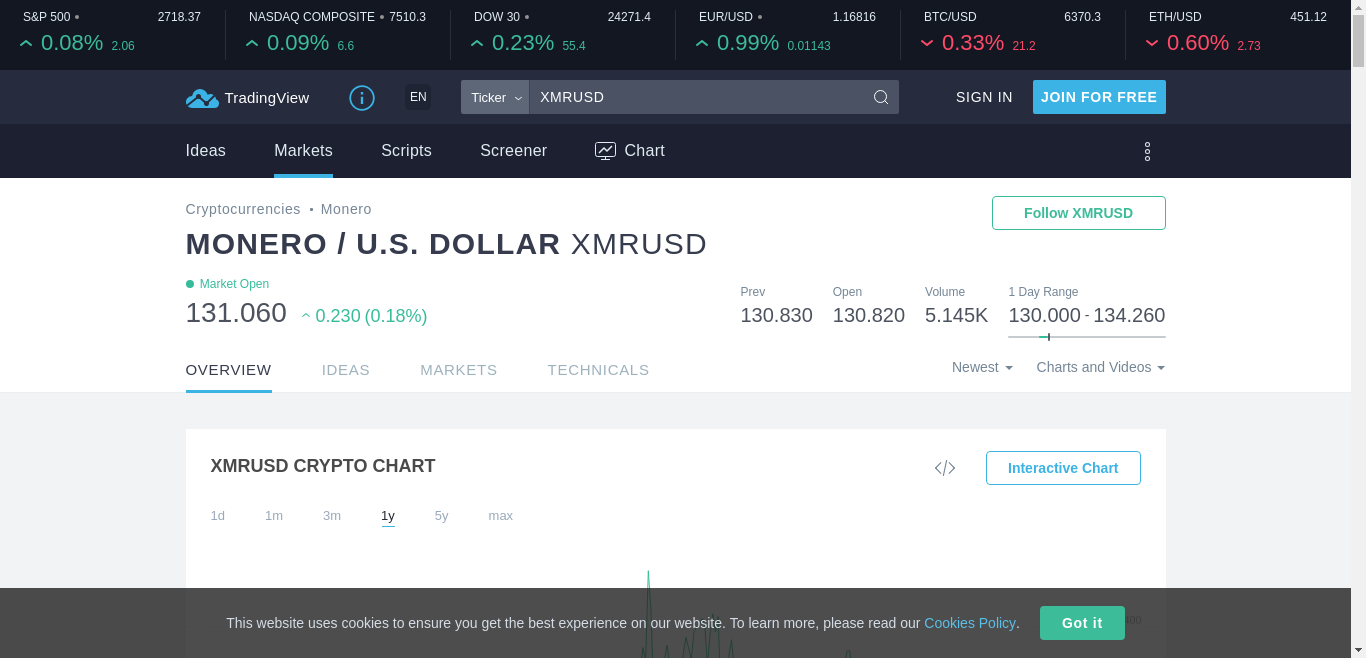 S&P 500 • 2718.37 NASDAQ COMPOSITE • 7510.3 DOW 30 • 24271.4 EUR/USD • 1.16816 BTC/USD 6370.3 ETH/USD 451.12
0.08% 2.06 0.09% 6.6 0.23% 55.4 0.99% 0.01143 0.33% 21.2 0.60% 2.73
TradingView EN Ticker XMRUSD SIGN IN JOIN FOR FREE
Ideas Markets Scripts Screener Chart
Cryptocurrencies • Monero
Follow XMRUSD
MONERO / U.S. DOLLAR XMRUSD
Market Open
131.060 0.230 (0.18%)
Prev Open Volume 1 Day Range
130.830 130.820 5.145K 130.000 - 134.260
OVERVIEW IDEAS MARKETS TECHNICALS Newest Charts and Videos
XMRUSD CRYPTO CHART Interactive Chart
1d 1m 3m 1y 5y max
This website uses cookies to ensure you get the best experience on our website. To learn more, please read our Cookies Policy. Got it
400